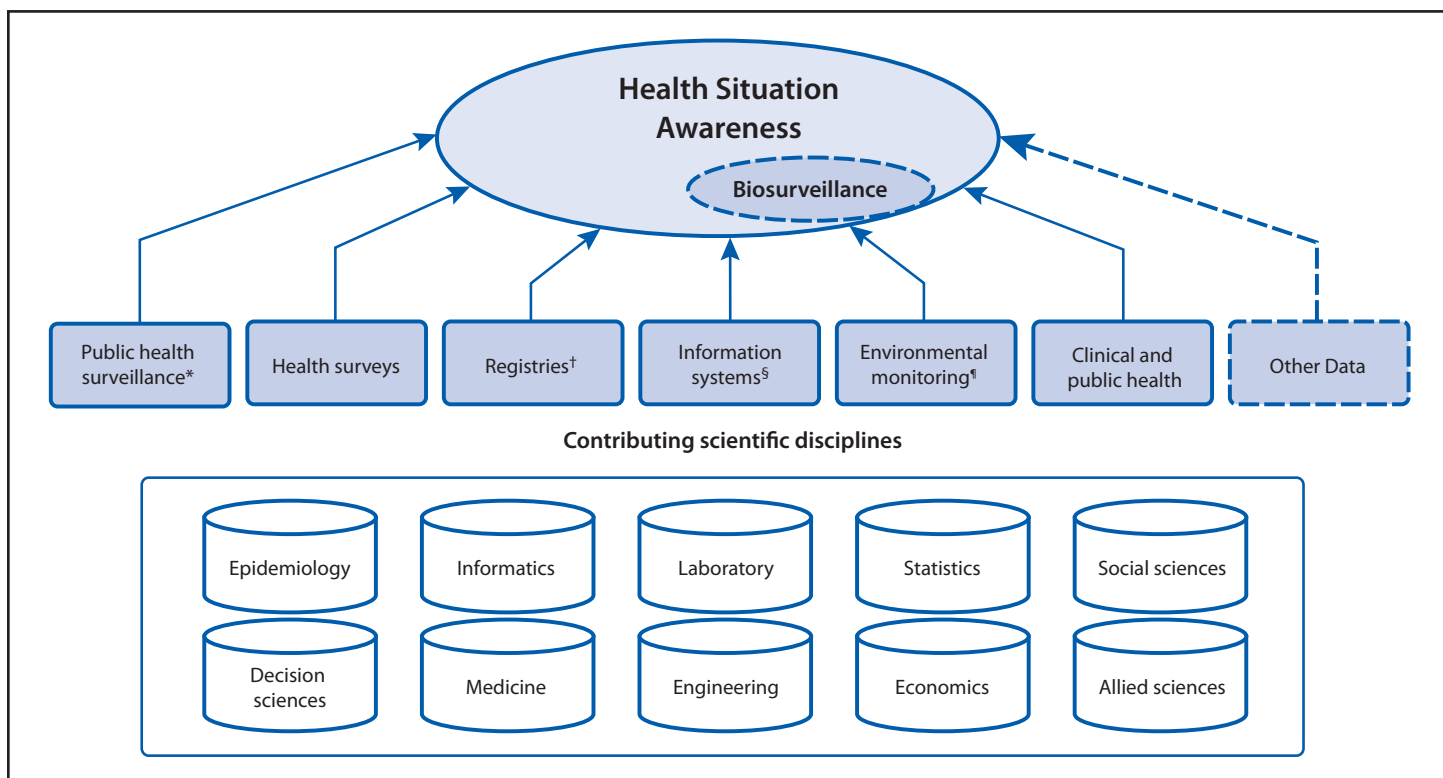 Health Situation
Awareness
Biosurveillance
Public health
surveillance*
Health surveys
Registries†
Information
systems§
Environmental
monitoring¶
Clinical and
public health
Other Data
Contributing scientific disciplines
Epidemiology
Informatics
Laboratory
Statistics
Social sciences
Decision
sciences
Medicine
Engineering
Economics
Allied sciences